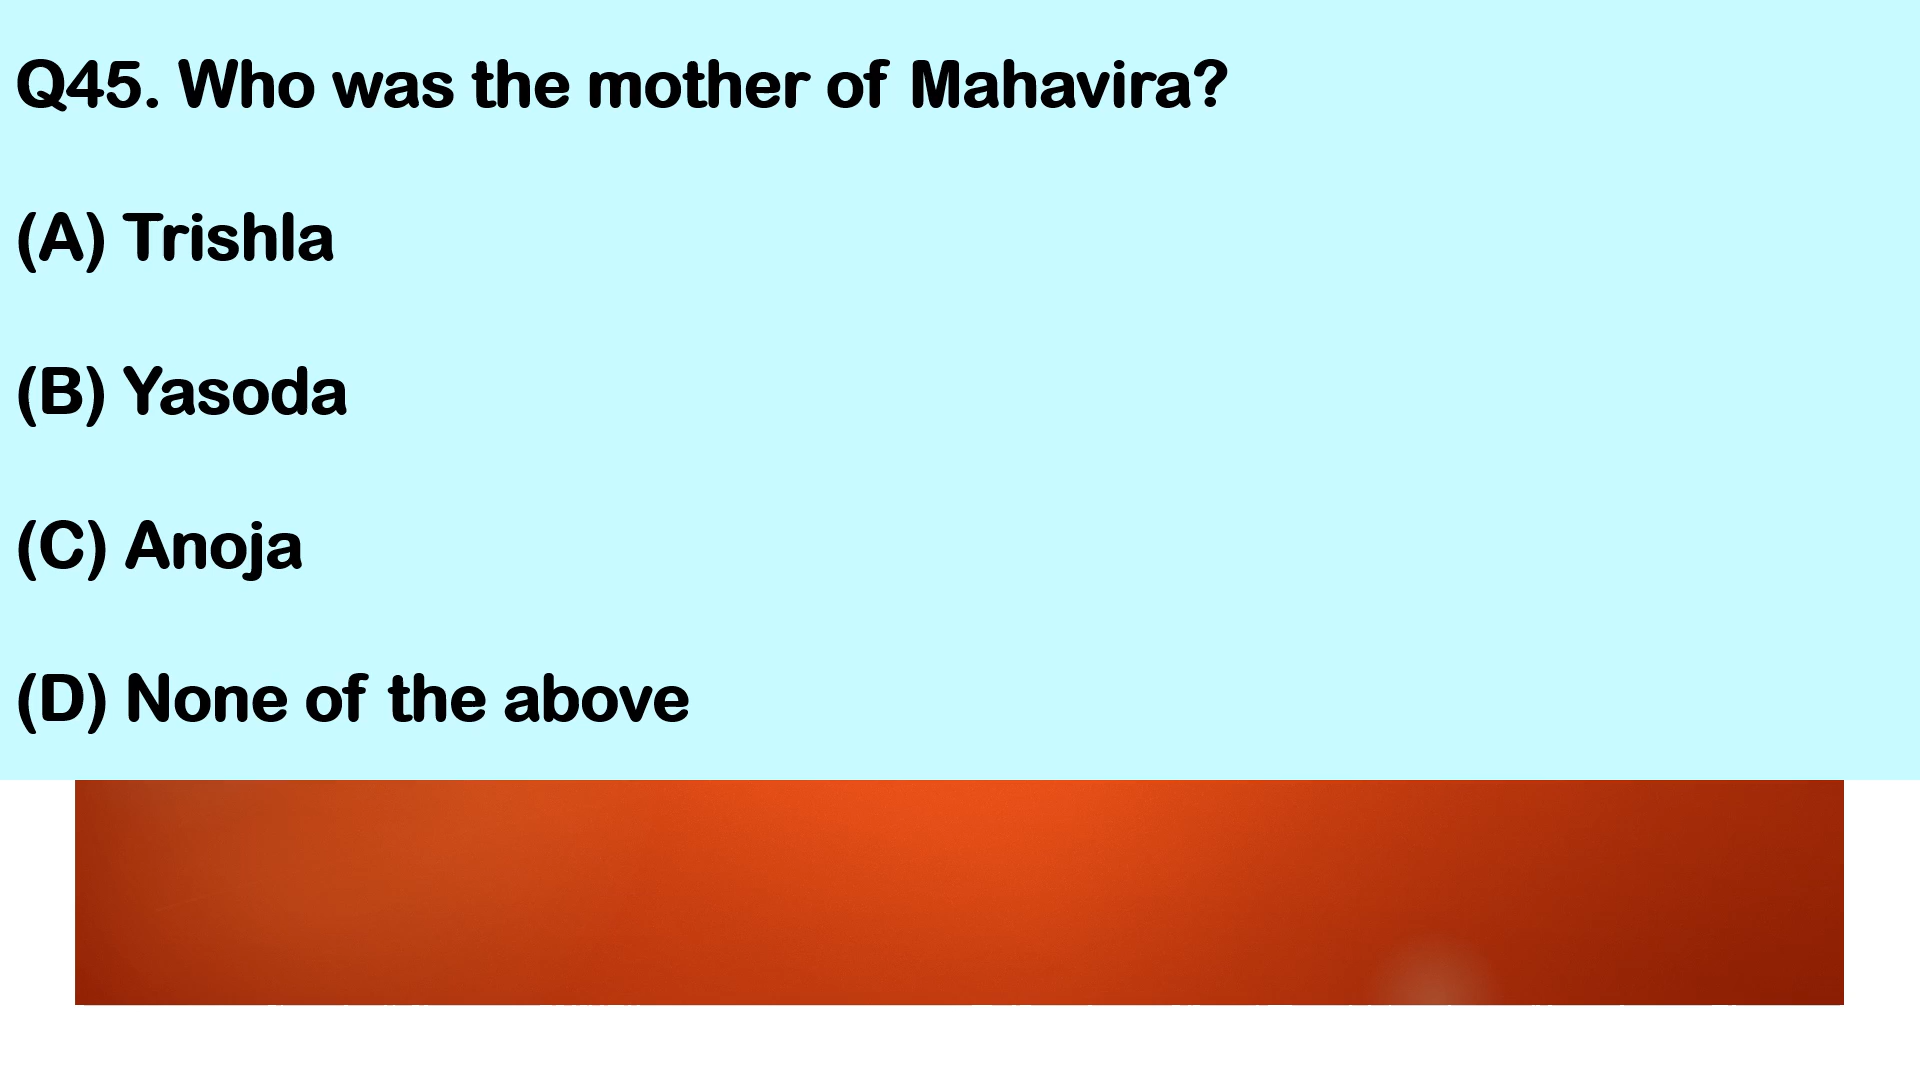 Q45. Who was the mother of Mahavira?
(A) Trishla
(B) Yasoda
(C) Anoja
(D) None of the above